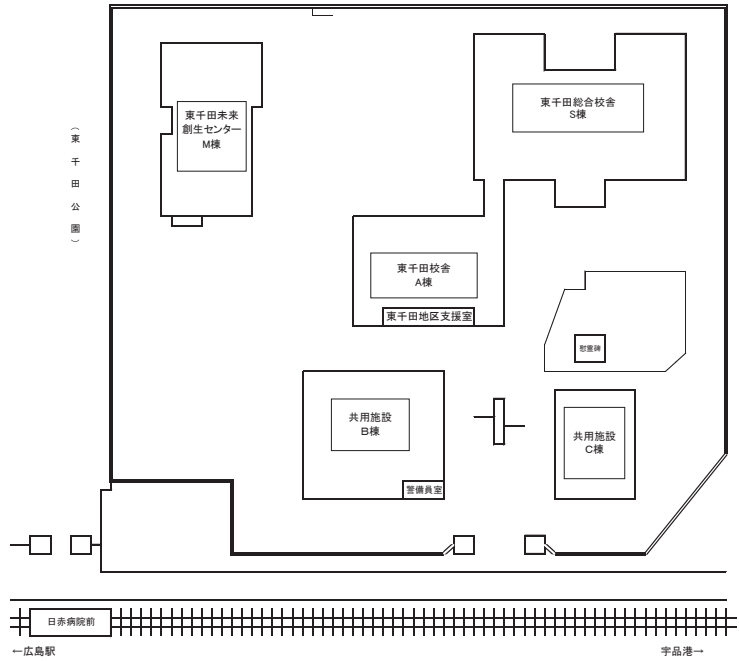 東千田総合校舎
S棟
東千田未来
創生センター
M棟
（東千田公園）
東千田校舎
A棟
東千田地区支援室
慰霊碑
共用施設
B棟
共用施設
C棟
警備員室
日赤病院前
←広島駅
宇品港→